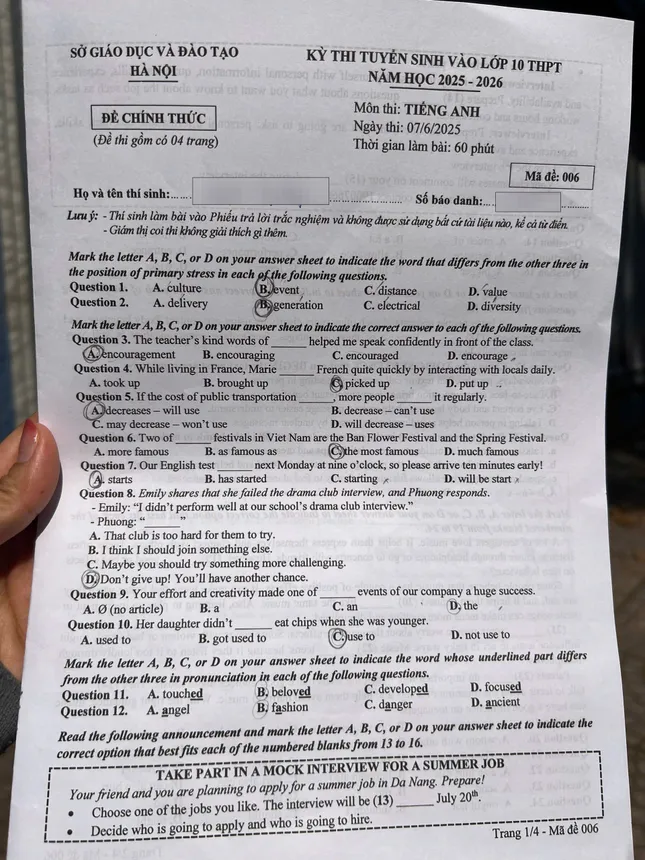 SỞ GIÁO DỤC VÀ ĐÀO TẠO
HÀ NỘI
KỲ THI TUYỂN SINH VÀO LỚP 10 THPT
NĂM HỌC 2025 - 2026
ĐỀ CHÍNH THỨC
(Đề thi gồm có 04 trang)
Môn thi: TIẾNG ANH
Ngày thi: 07/6/2025
Thời gian làm bài: 60 phút
Mã đề: 006
Họ và tên thí sinh:
Số báo danh:
Lưu ý: - Thí sinh làm bài vào Phiếu trả lời trắc nghiệm và không được sử dụng bất cứ tài liệu nào, kể cả từ điển.
- Giám thị coi thi không giải thích gì thêm.
Mark the letter A, B, C, or D on your answer sheet to indicate the word that differs from the other three in
the position of primary stress in each of the following questions.
Question 1. A. culture B. event C. distance D. value
Question 2. A. delivery B. generation C. electrical D. diversity
Mark the letter A, B, C, or D on your answer sheet to indicate the correct answer to each of the following questions.
Question 3. The teacher's kind words of ______ helped me speak confidently in front of the class.
A. encouragement B. encouraging C. encouraged D. encourage
Question 4. While living in France, Marie ______ French quite quickly by interacting with locals daily.
A. took up B. brought up C. picked up D. put up
Question 5. If the cost of public transportation ______, more people ______ it regularly.
A. decreases – will use B. decrease – can't use
C. may decrease – won't use D. will decrease – uses
Question 6. Two of ______ festivals in Viet Nam are the Ban Flower Festival and the Spring Festival.
A. more famous B. as famous as C. the most famous D. much famous
Question 7. Our English test ______ next Monday at nine o'clock, so please arrive ten minutes early!
A. starts B. has started C. starting D. will be start
Question 8. Emily shares that she failed the drama club interview, and Phuong responds.
- Emily: "I didn't perform well at our school's drama club interview."
- Phuong: "______"
A. That club is too hard for them to try.
B. I think I should join something else.
C. Maybe you should try something more challenging.
D. Don't give up! You'll have another chance.
Question 9. Your effort and creativity made one of ______ events of our company a huge success.
A. Ø (no article) B. a C. an D. the
Question 10. Her daughter didn't ______ eat chips when she was younger.
A. used to B. got used to C. use to D. not use to
Mark the letter A, B, C, or D on your answer sheet to indicate the word whose underlined part differs
from the other three in pronunciation in each of the following questions.
Question 11. A. touched B. beloved C. developed D. focused
Question 12. A. angel B. fashion C. danger D. ancient
Read the following announcement and mark the letter A, B, C, or D on your answer sheet to indicate the
correct option that best fits each of the numbered blanks from 13 to 16.
TAKE PART IN A MOCK INTERVIEW FOR A SUMMER JOB
Your friend and you are planning to apply for a summer job in Da Nang. Prepare!
• Choose one of the jobs you like. The interview will be (13) ______ July 20th.
• Decide who is going to apply and who is going to hire.
Trang 1/4 - Mã đề 006